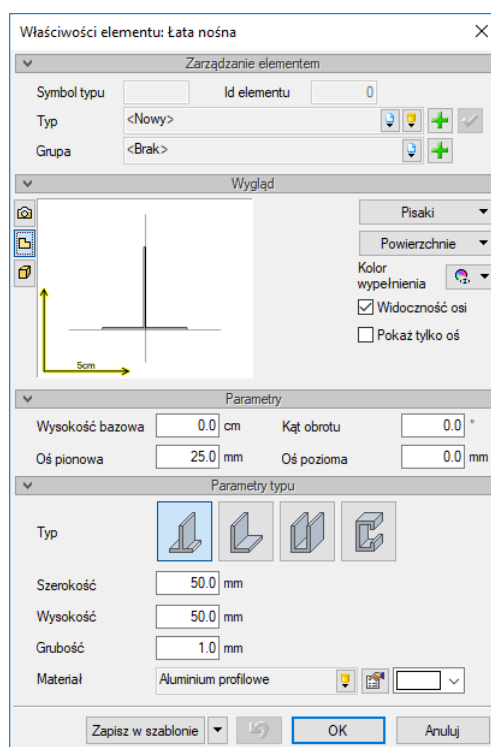 Właściwości elementu: Łata nośna
Zarządzanie elementem
Symbol typu Id elementu 0
Typ <Nowy>
Grupa <Brak>
Wygląd
Pisaki
Powierzchnie
Kolor
wypełnienia
Widoczność osi
Pokaż tylko oś
5cm
Parametry
Wysokość bazowa 0.0 cm Kąt obrotu 0.0 °
Oś pionowa 25.0 mm Oś pozioma 0.0 mm
Parametry typu
Typ
Szerokość 50.0 mm
Wysokość 50.0 mm
Grubość 1.0 mm
Materiał Aluminium profilowe
Zapisz w szablonie OK Anuluj